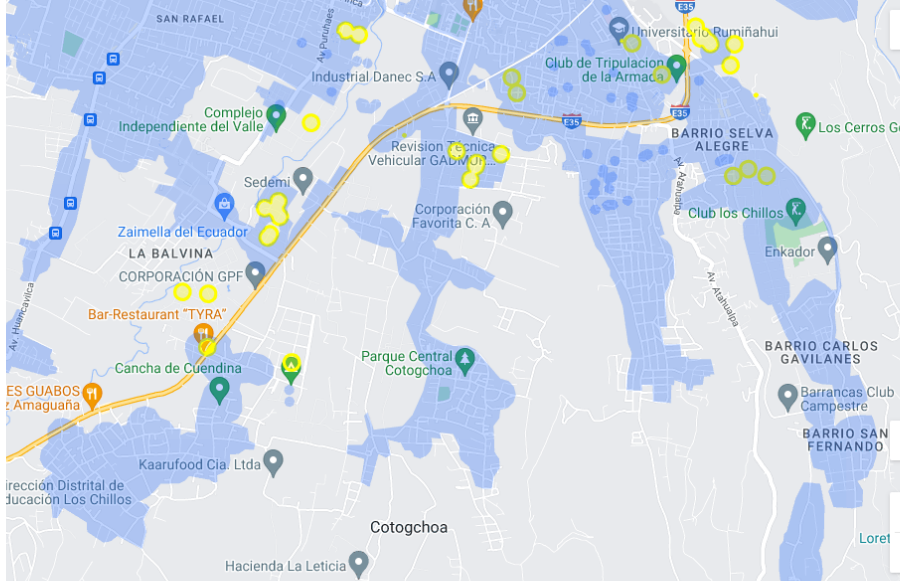 SAN RAFAEL
Av Puruhaes
E35
Universitario Rumiñahui
Industrial Danec S.A
Club de Tripulacion
de la Armada
Complejo
Independiente del Valle
E35
E35
Los Cerros Go
BARRIO SELVA
ALEGRE
Revision Tecnica
Vehicular GADMUR...
Av. Atahualpa
Sedemi
Corporación
Favorita C. A
Club los Chillos
Zaimella del Ecuador
LA BALVINA
Enkador
CORPORACIÓN GPF
Av. Huancavilca
Av. Atahualpa
Bar-Restaurant "TYRA"
Cancha de Cuendina
Parque Central
Cotogchoa
BARRIO CARLOS
GAVILANES
ES GUABOS
z Amaguaña
Barrancas Club
Campestre
BARRIO SAN
FERNANDO
Kaarufood Cia. Ltda
irección Distrital de
ducación Los Chillos
Cotogchoa
Loret
Hacienda La Leticia